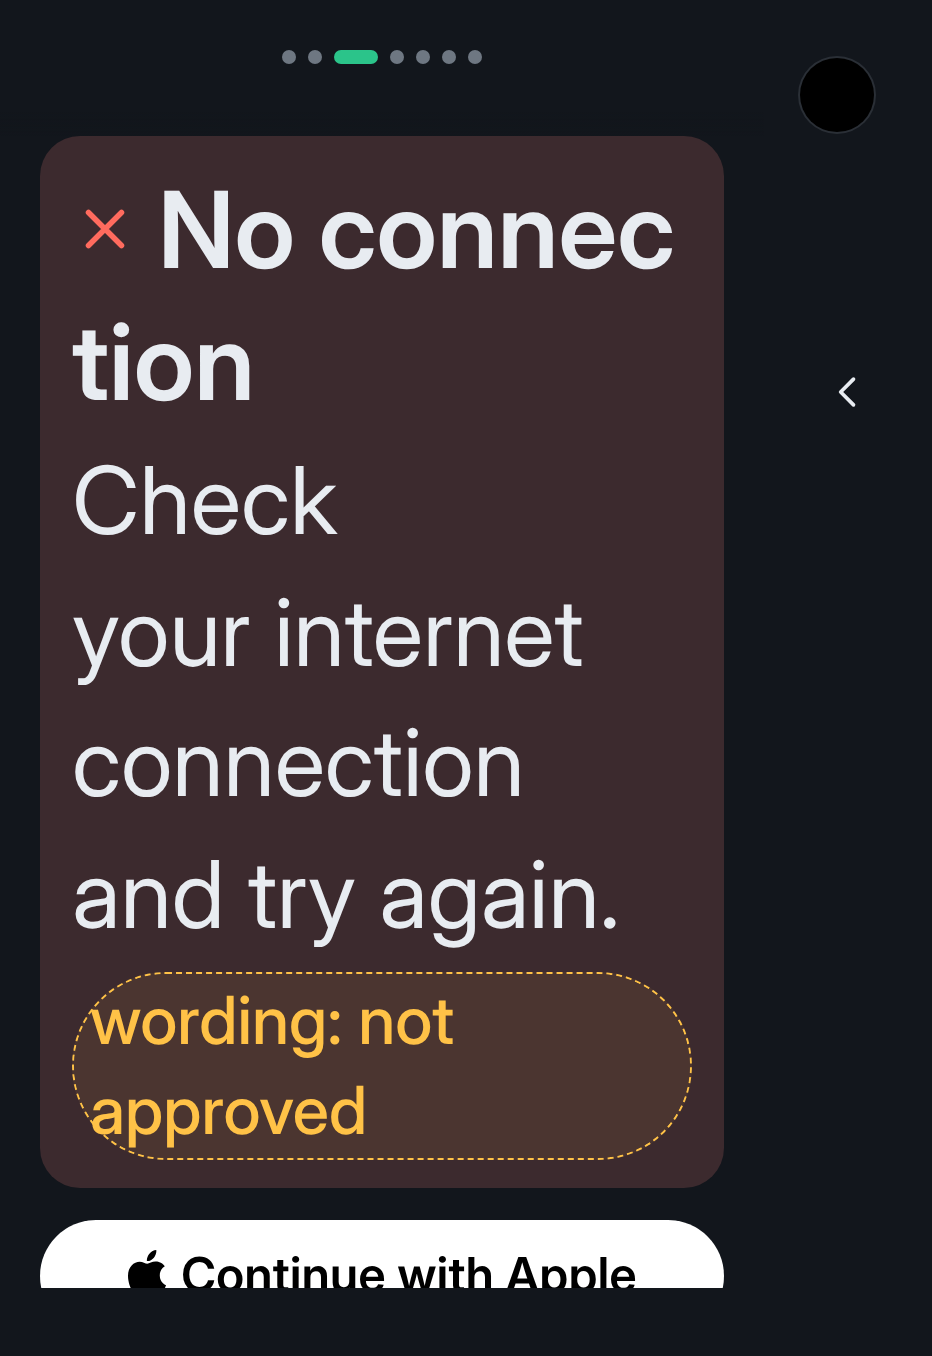 No connec
tion
Check
your internet
connection
and try again.
wording: not
approved
Continue with Apple